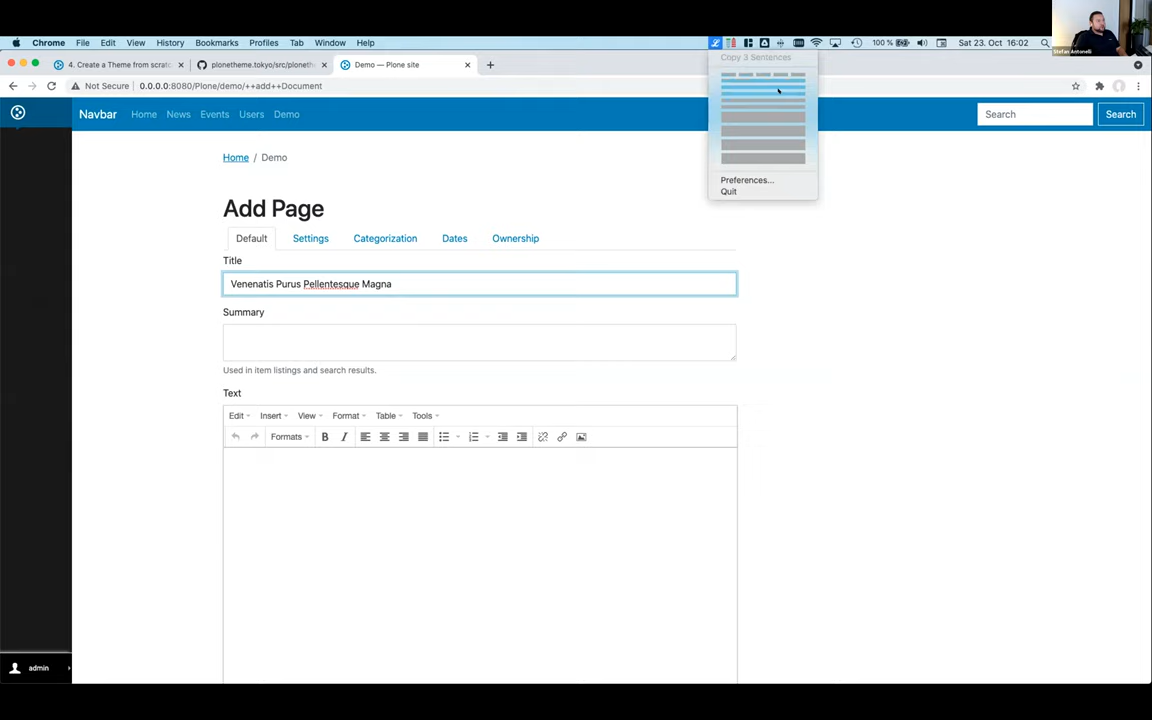 Chrome File Edit View History Bookmarks Profiles Tab Window Help 100 % Sat 23. Oct 16:02
Stefan Antonelli
4. Create a Theme from scratc plonetheme.tokyo/src/ploneth Demo — Plone site
Not Secure 0.0.0.0:8080/Plone/demo/++add++Document
Copy 3 Sentences
Preferences...
Quit
Navbar Home News Events Users Demo Search Search
Home / Demo
Add Page
Default Settings Categorization Dates Ownership
Title
Venenatis Purus Pellentesque Magna
Summary
Used in item listings and search results.
Text
Edit Insert View Format Table Tools
Formats B I
admin